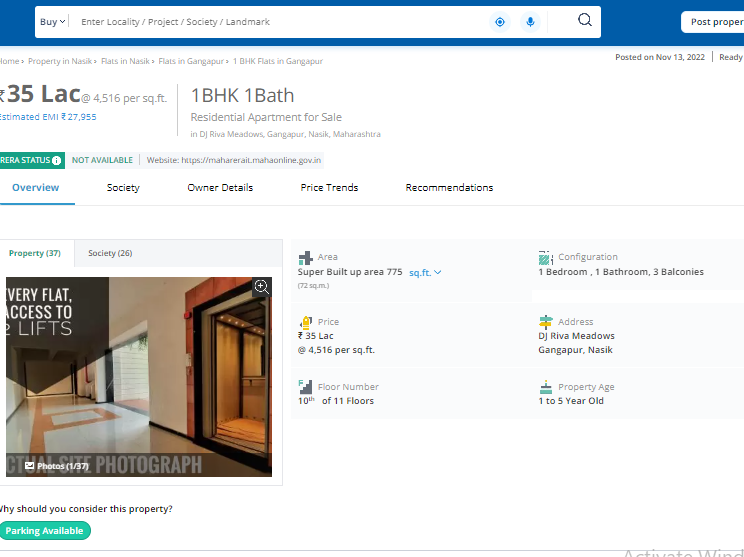 Buy
Enter Locality / Project / Society / Landmark
Post proper
Home › Property in Nasik › Flats in Nasik › Flats in Gangapur › 1 BHK Flats in Gangapur
Posted on Nov 13, 2022 | Ready
₹35 Lac @ 4,516 per sq.ft.
Estimated EMI ₹ 27,955
1BHK 1Bath
Residential Apartment for Sale
in DJ Riva Meadows, Gangapur, Nasik, Maharashtra
RERA STATUS i NOT AVAILABLE Website: https://maharerait.mahaonline.gov.in
Overview Society Owner Details Price Trends Recommendations
Property (37) Society (26)
EVERY FLAT,
ACCESS TO
2 LIFTS
ACTUAL SITE PHOTOGRAPH
Photos (1/37)
Area
Super Built up area 775 sq.ft.
(72 sq.m.)
Configuration
1 Bedroom , 1 Bathroom, 3 Balconies
Price
₹ 35 Lac
@ 4,516 per sq.ft.
Address
DJ Riva Meadows
Gangapur, Nasik
Floor Number
10th of 11 Floors
Property Age
1 to 5 Year Old
Why should you consider this property?
Parking Available
Activate Wind